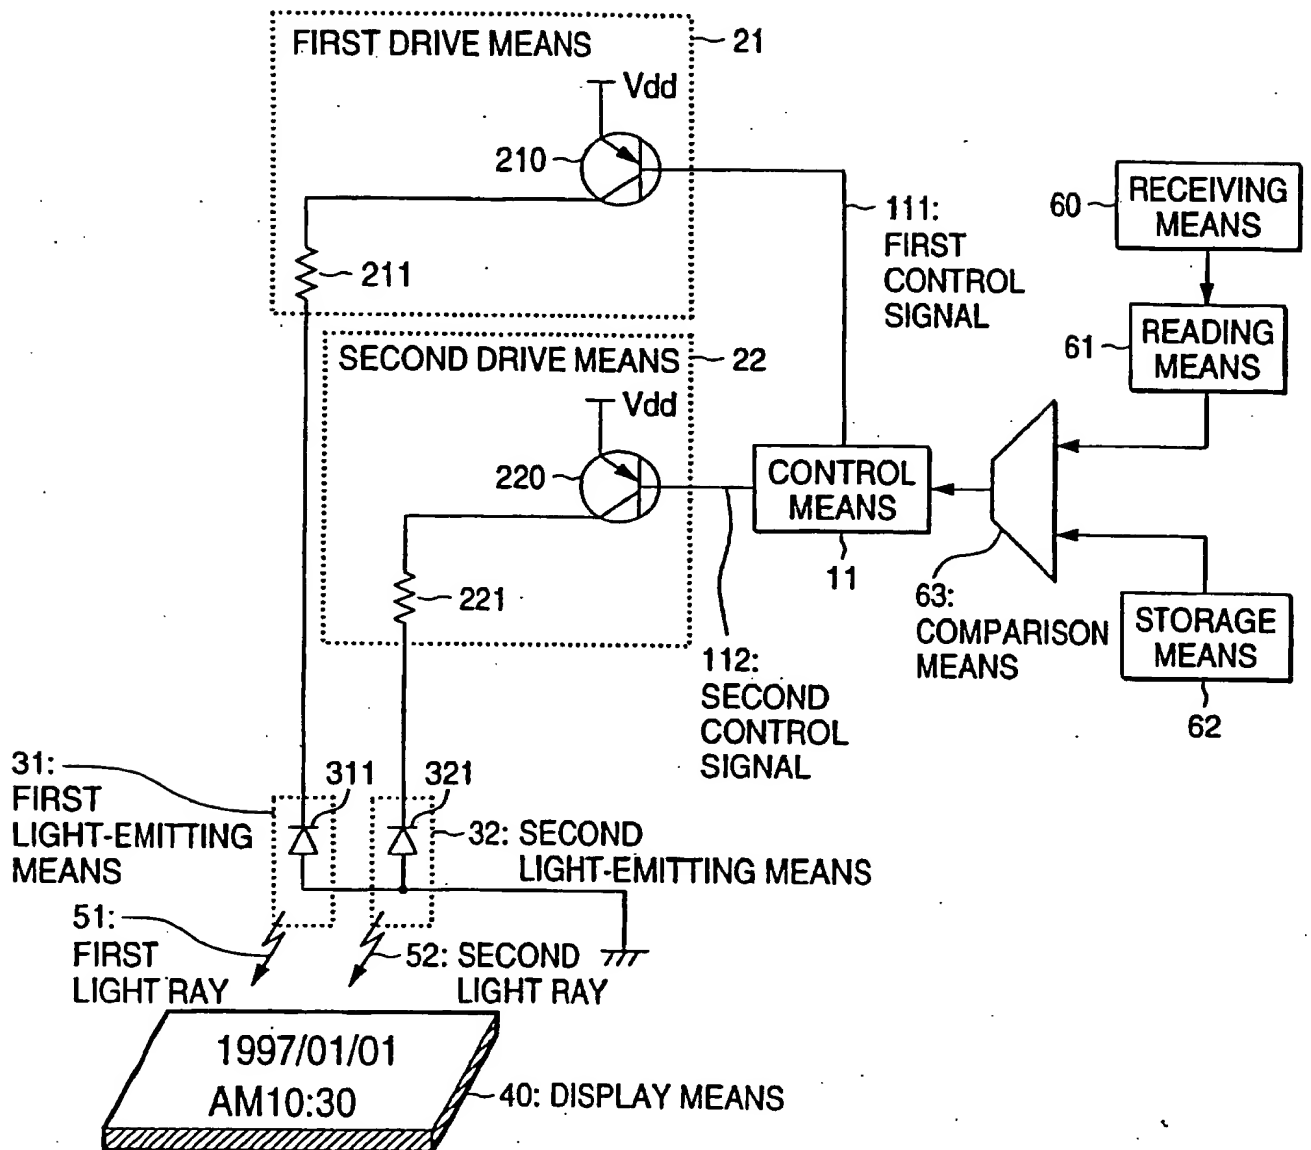 FIRST DRIVE MEANS
21
Vdd
210
211
SECOND DRIVE MEANS
22
Vdd
220
221
111:
FIRST
CONTROL
SIGNAL
60
RECEIVING
MEANS
61
READING
MEANS
CONTROL
MEANS
11
63:
COMPARISON
MEANS
STORAGE
MEANS
62
112:
SECOND
CONTROL
SIGNAL
31:
FIRST
LIGHT-EMITTING
MEANS
311
321
32: SECOND
LIGHT-EMITTING MEANS
51:
FIRST
LIGHT RAY
52: SECOND
LIGHT RAY
1997/01/01
AM10:30
40: DISPLAY MEANS